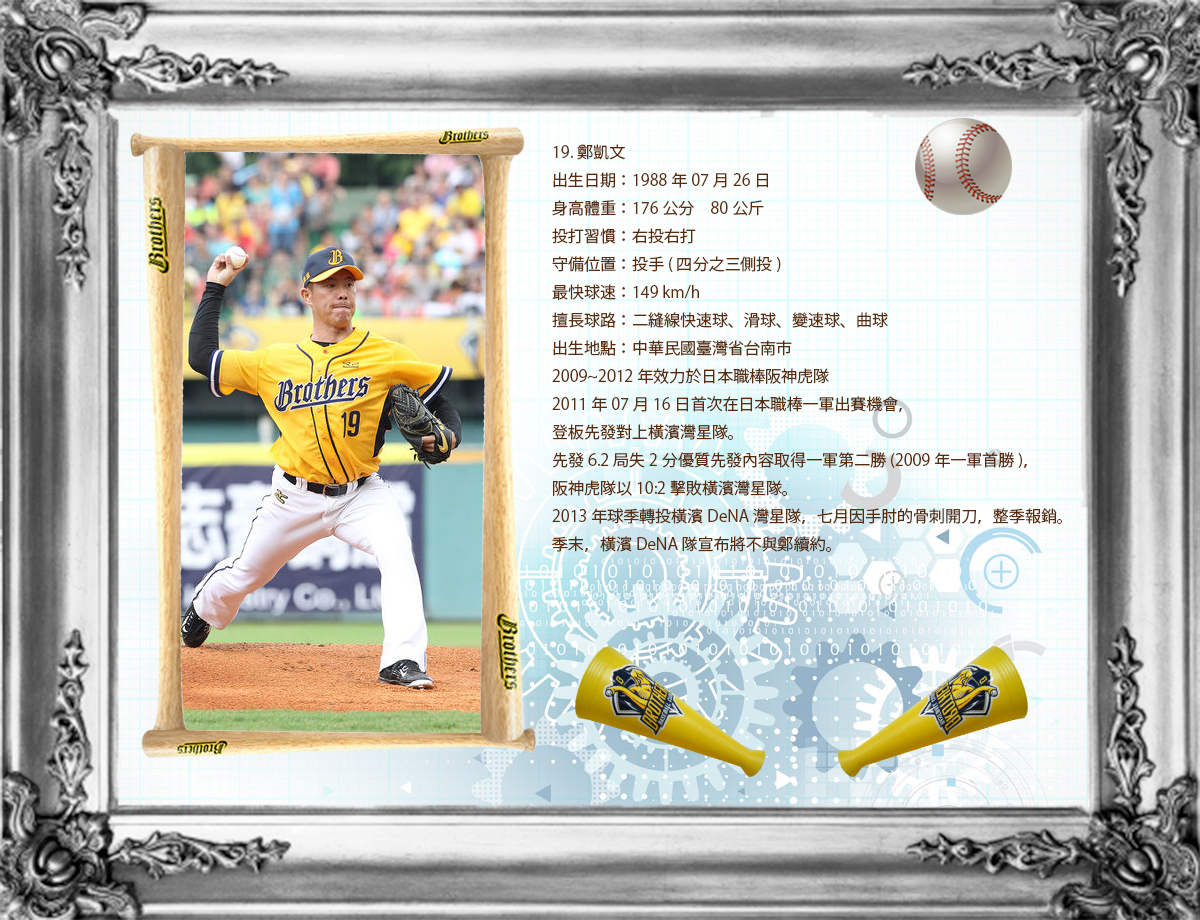 Brothers
Brothers
Brothers
19
Brothers
Brothers
19. 鄭凱文
出生日期：1988 年 07 月 26 日
身高體重：176 公分　80 公斤
投打習慣：右投右打
守備位置：投手 ( 四分之三側投 )
最快球速：149 km/h
擅長球路：二縫線快速球、滑球、變速球、曲球
出生地點：中華民國臺灣省台南市
2009~2012 年效力於日本職棒阪神虎隊
2011 年 07 月 16 日首次在日本職棒一軍出賽機會，
登板先發對上橫濱灣星隊。
先發 6.2 局失 2 分優質先發內容取得一軍第二勝 (2009 年一軍首勝 )，
阪神虎隊以 10:2 擊敗橫濱灣星隊。
2013 年球季轉投橫濱 DeNA 灣星隊，七月因手肘的骨刺開刀，整季報銷。
季末，橫濱 DeNA 隊宣布將不與鄭續約。